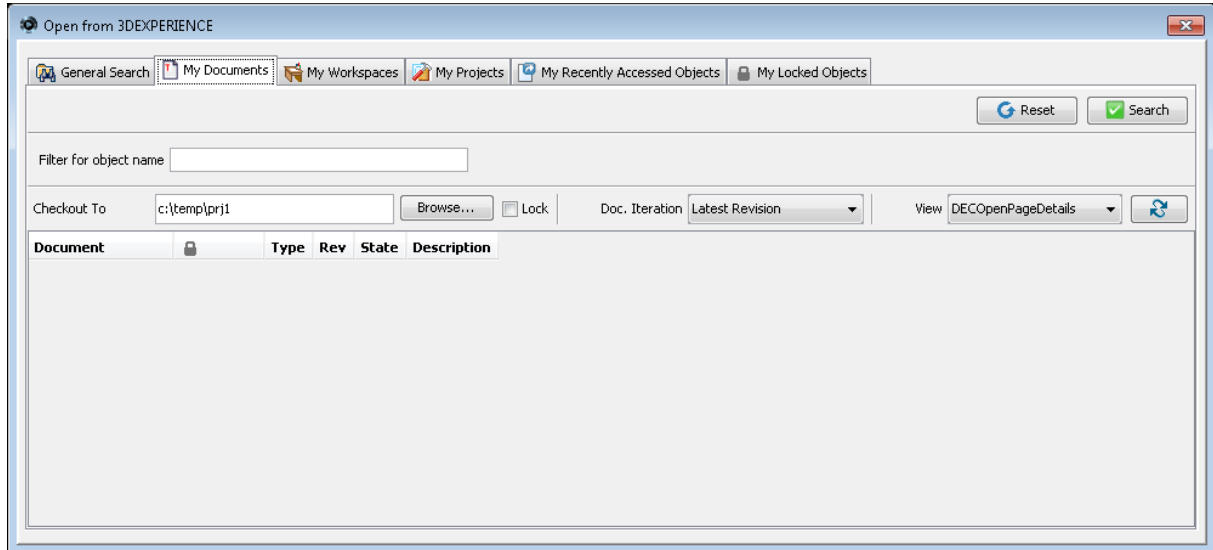 Open from 3DEXPERIENCE
General Search My Documents My Workspaces My Projects My Recently Accessed Objects My Locked Objects
Reset Search
Filter for object name
Checkout To c:\temp\prj1 Browse... Lock Doc. Iteration Latest Revision View DECOpenPageDetails
Document Type Rev State Description